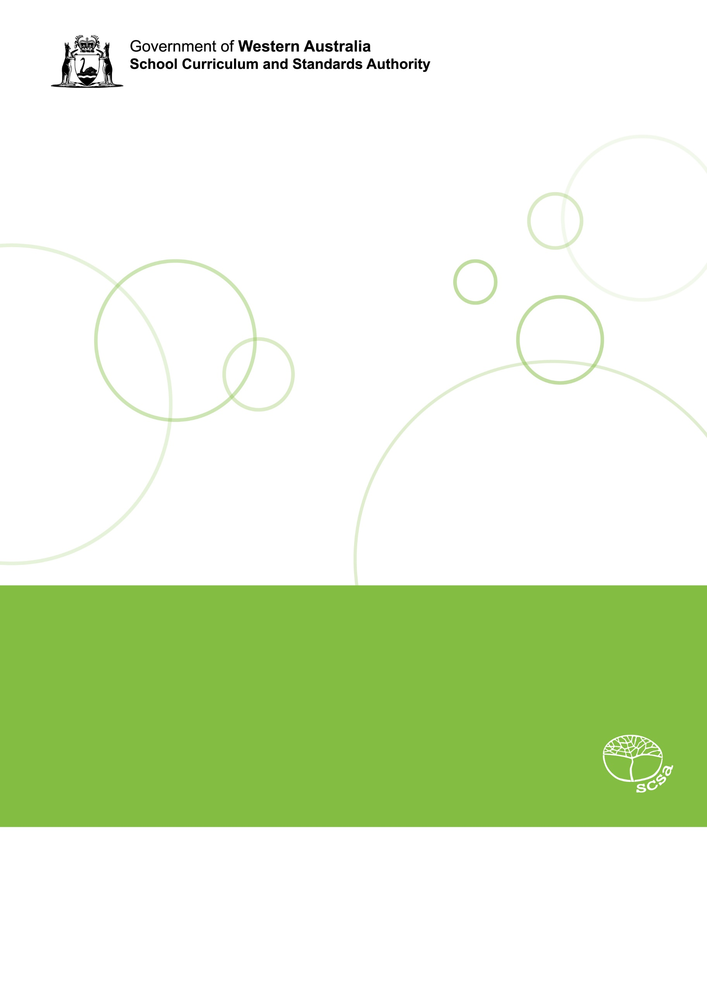 Government of Western Australia
School Curriculum and Standards Authority
scsa